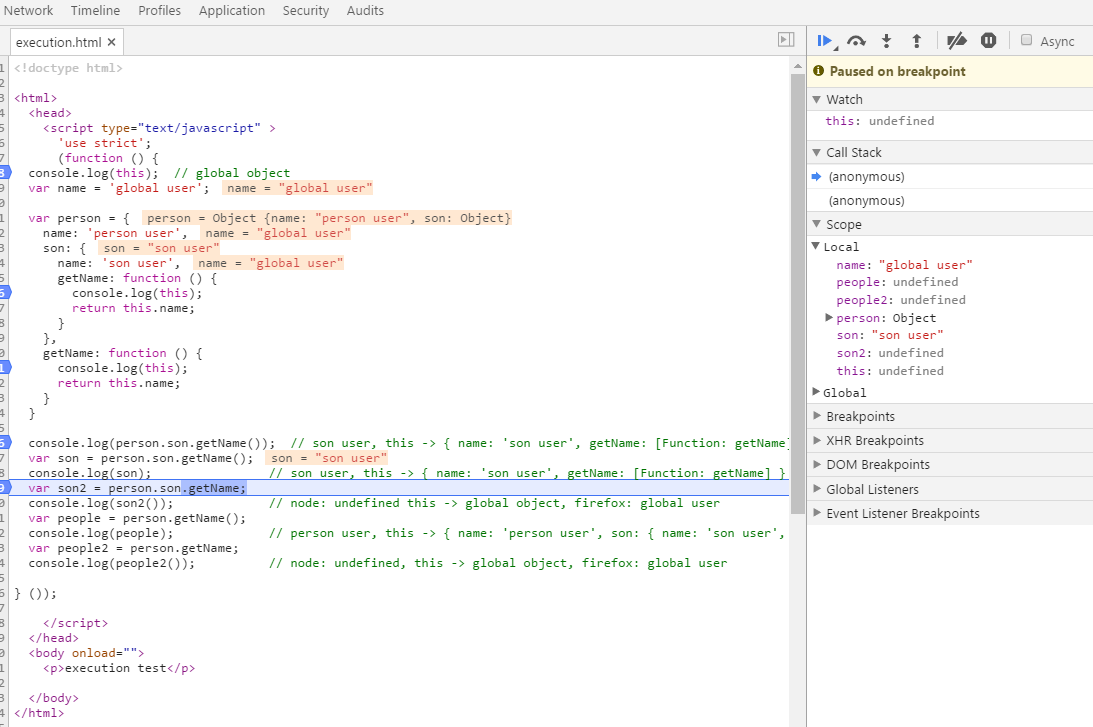 Network Timeline Profiles Application Security Audits
execution.html ×
Async
1 <!doctype html>
2
3 <html>
4 <head>
5 <script type="text/javascript" >
6 'use strict';
7 (function () {
8 console.log(this); // global object
9 var name = 'global user'; name = "global user"
0
1 var person = { person = Object {name: "person user", son: Object}
2 name: 'person user', name = "global user"
3 son: { son = "son user"
4 name: 'son user', name = "global user"
5 getName: function () {
6 console.log(this);
7 return this.name;
8 }
9 },
0 getName: function () {
1 console.log(this);
2 return this.name;
3 }
4 }
5
6 console.log(person.son.getName()); // son user, this -> { name: 'son user', getName: [Function: getName]
7 var son = person.son.getName(); son = "son user"
8 console.log(son); // son user, this -> { name: 'son user', getName: [Function: getName] }
9 var son2 = person.son.getName;
0 console.log(son2()); // node: undefined this -> global object, firefox: global user
1 var people = person.getName();
2 console.log(people); // person user, this -> { name: 'person user', son: { name: 'son user',
3 var people2 = person.getName;
4 console.log(people2()); // node: undefined, this -> global object, firefox: global user
5
6 } ());
7
8 </script>
9 </head>
0 <body onload="">
1 <p>execution test</p>
2
3 </body>
4 </html>
Paused on breakpoint
Watch
this: undefined
Call Stack
(anonymous)
(anonymous)
Scope
Local
name: "global user"
people: undefined
people2: undefined
person: Object
son: "son user"
son2: undefined
this: undefined
Global
Breakpoints
XHR Breakpoints
DOM Breakpoints
Global Listeners
Event Listener Breakpoints